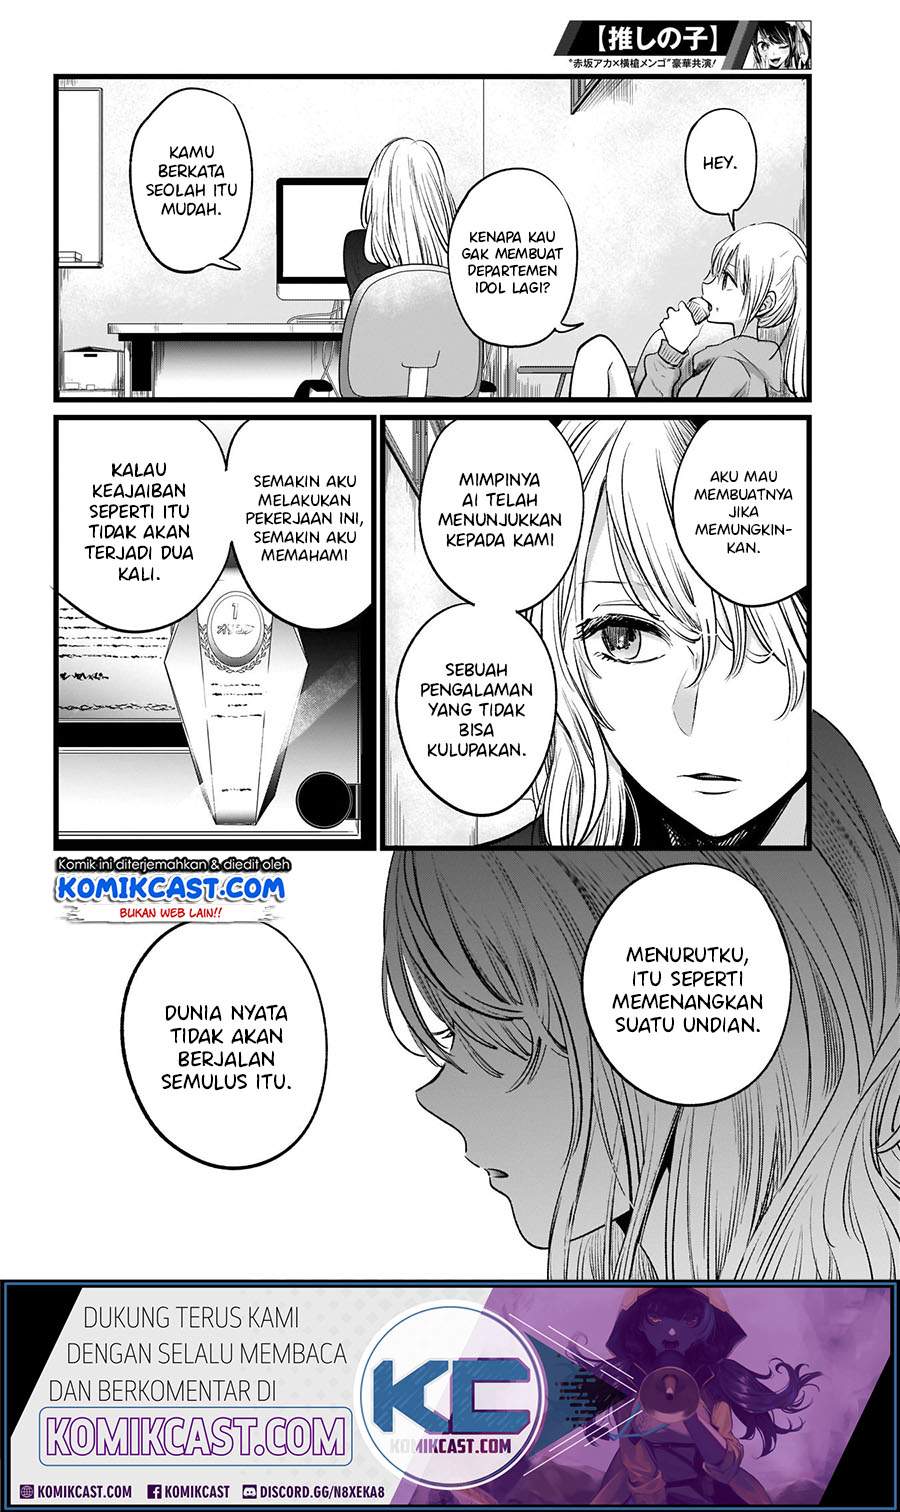 【推しの子】
"赤坂アカ×横槍メンゴ"豪華共演!
HEY.
KENAPA KAU
GAK MEMBUAT
DEPARTEMEN
IDOL LAGI?
KAMU
BERKATA
SEOLAH ITU
MUDAH.
AKU MAU
MEMBUATNYA
JIKA
MEMUNGKIN-
KAN.
MIMPINYA
AI TELAH
MENUNJUKKAN
KEPADA KAMI
SEBUAH
PENGALAMAN
YANG TIDAK
BISA
KULUPAKAN.
SEMAKIN AKU
MELAKUKAN
PEKERJAAN INI,
SEMAKIN AKU
MEMAHAMI
KALAU
KEAJAIBAN
SEPERTI ITU
TIDAK AKAN
TERJADI DUA
KALI.
1
Komik ini diterjemahkan & diedit oleh
KOMIKCAST.COM
BUKAN WEB LAIN!!
MENURUTKU,
ITU SEPERTI
MEMENANGKAN
SUATU UNDIAN.
DUNIA NYATA
TIDAK AKAN
BERJALAN
SEMULUS ITU.
DUKUNG TERUS KAMI
DENGAN SELALU MEMBACA
DAN BERKOMENTAR DI
KOMIKCAST.COM
KC
KOMIKCAST.COM
KOMIKCAST.COM KOMIKCAST DISCORD.GG/N8XEKA8